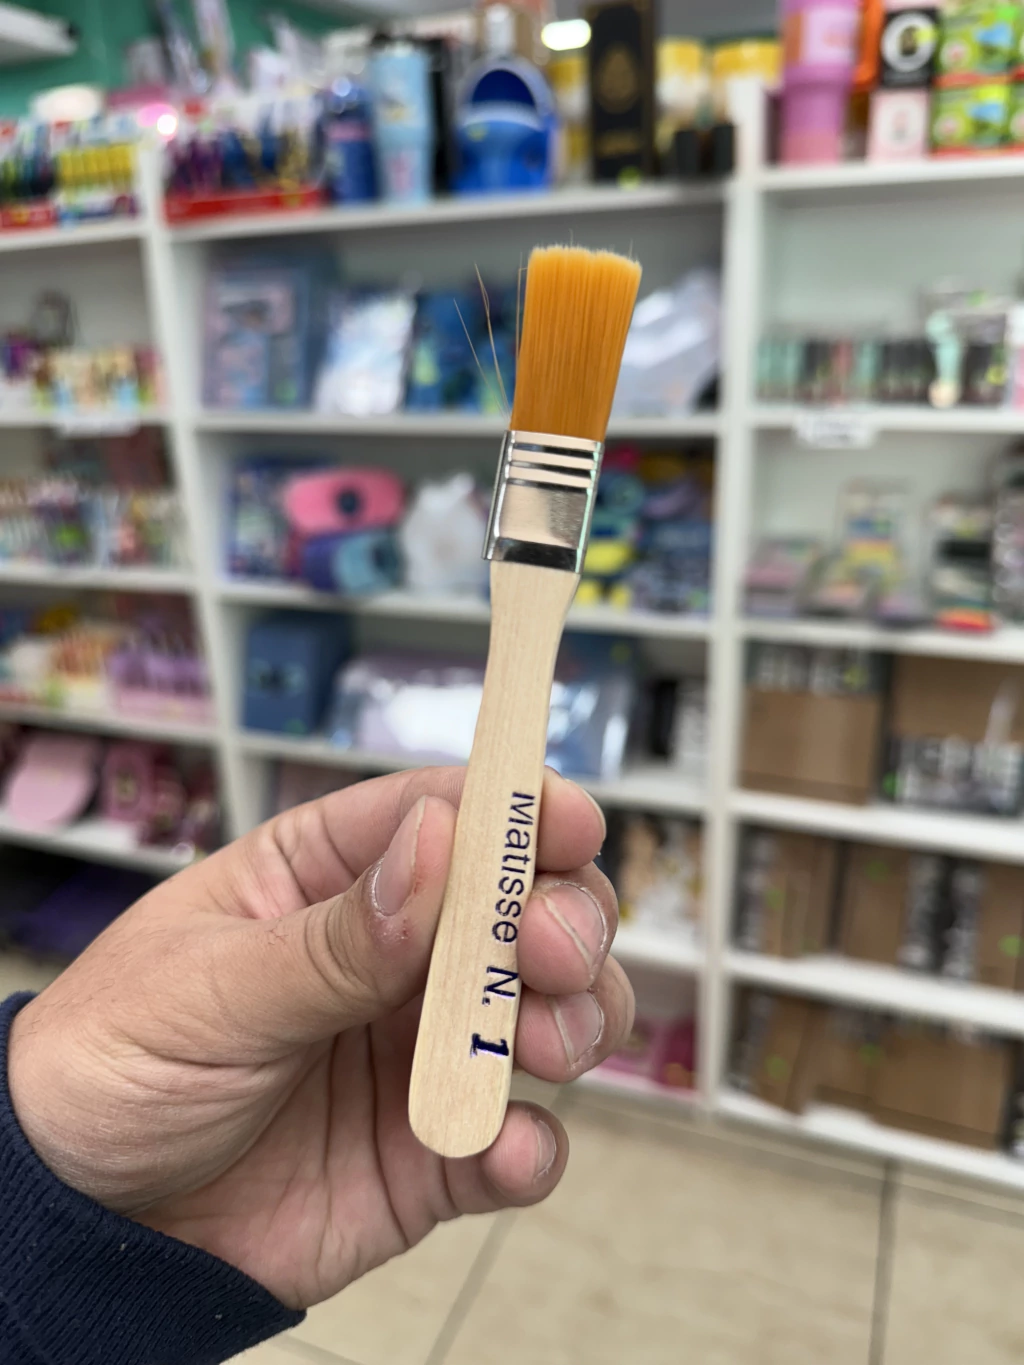 Matisse N. 1